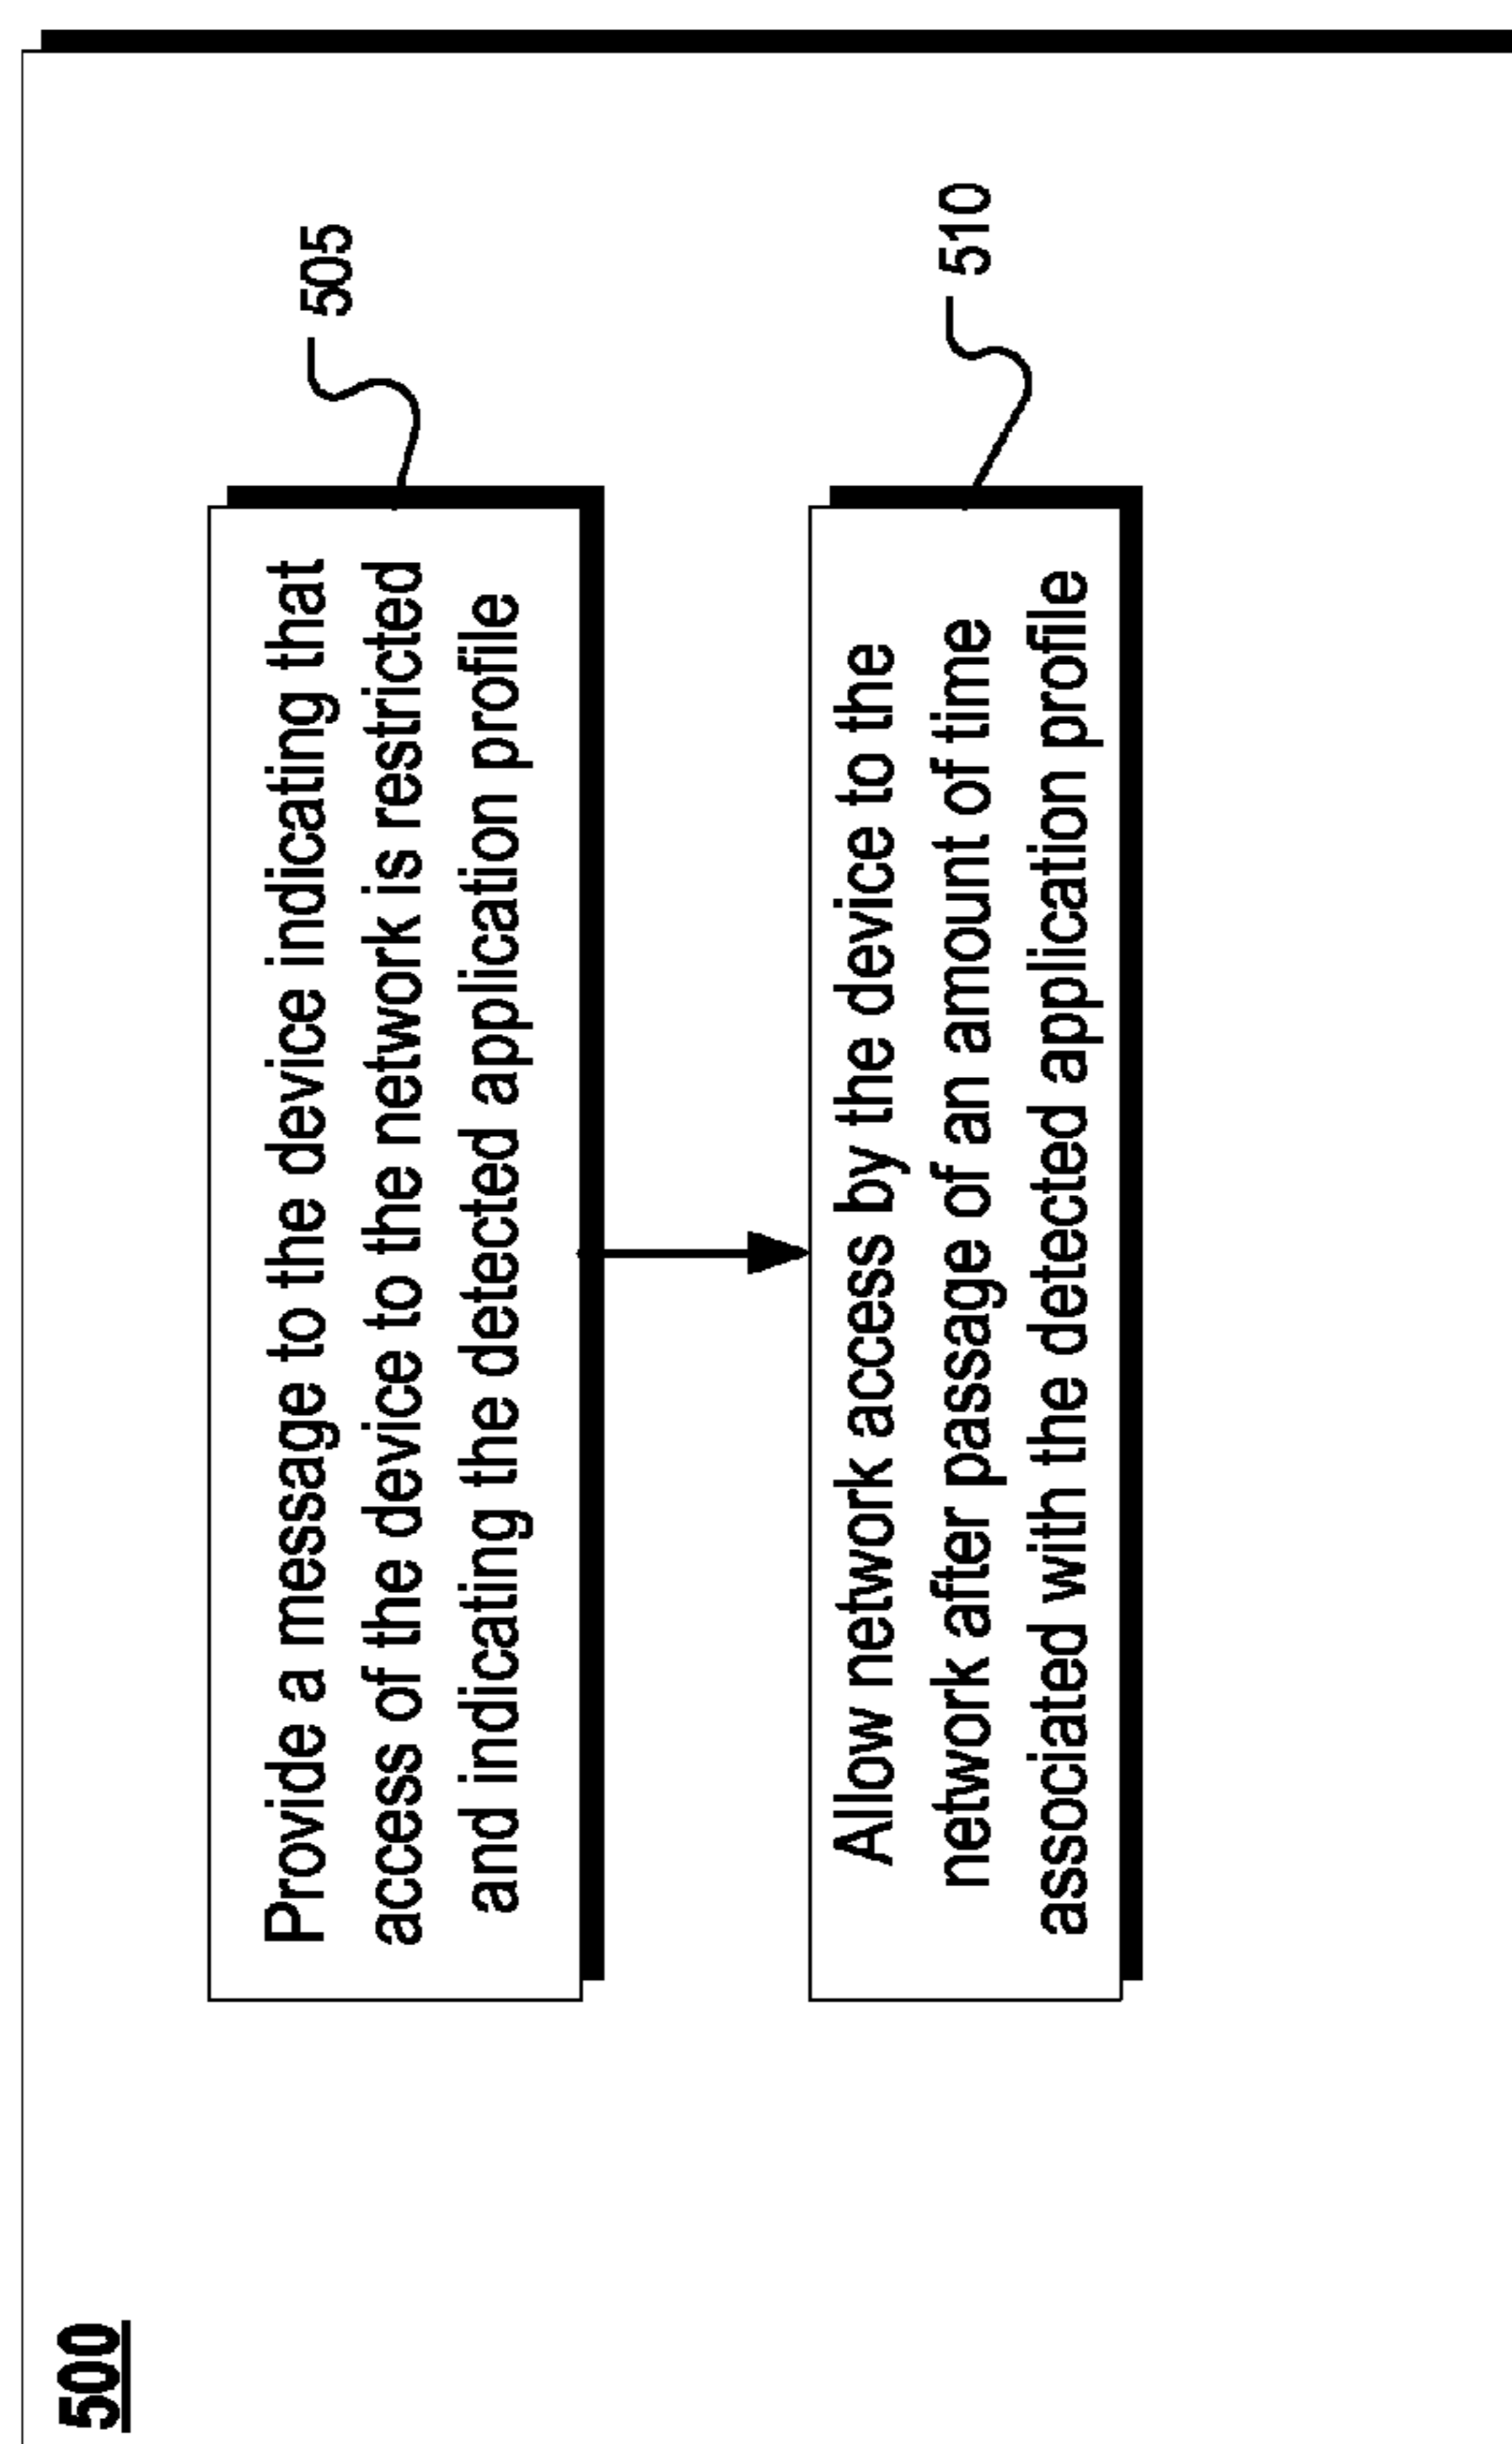 500
Provide a message to the device indicating that
access of the device to the network is restricted
and indicating the detected application profile
505
Allow network access by the device to the
network after passage of an amount of time
associated with the detected application profile
510